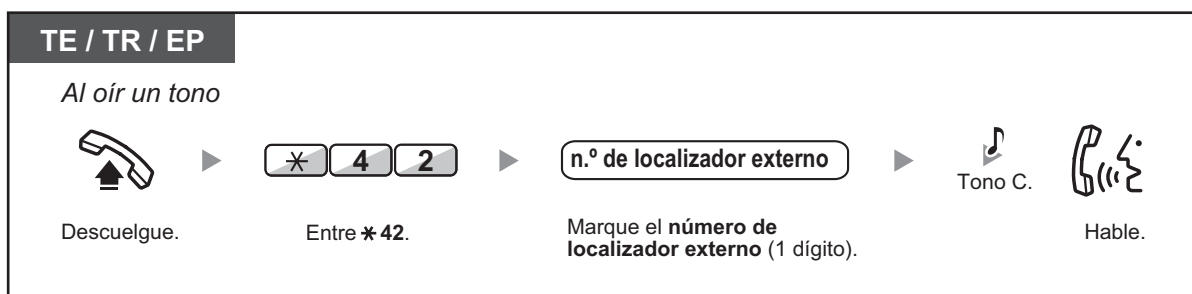 TE / TR / EP
Al oír un tono
* 4 2
n.º de localizador externo
Tono C.
Descuelgue.
Entre * 42.
Marque el número de
localizador externo (1 dígito).
Hable.